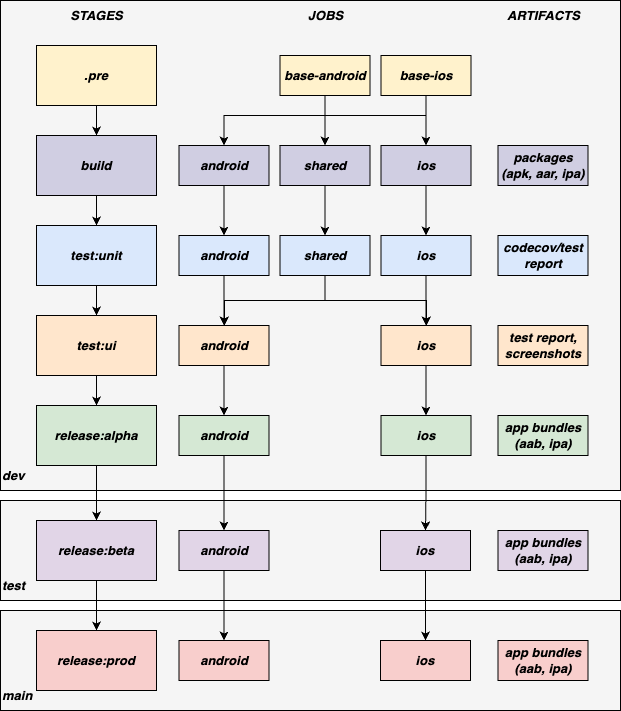 STAGES JOBS ARTIFACTS
.pre base-android base-ios
build android shared ios packages
(apk, aar, ipa)
test:unit android shared ios codecov/test
report
test:ui android ios test report,
screenshots
release:alpha android ios app bundles
(aab, ipa)
dev
release:beta android ios app bundles
(aab, ipa)
test
release:prod android ios app bundles
(aab, ipa)
main